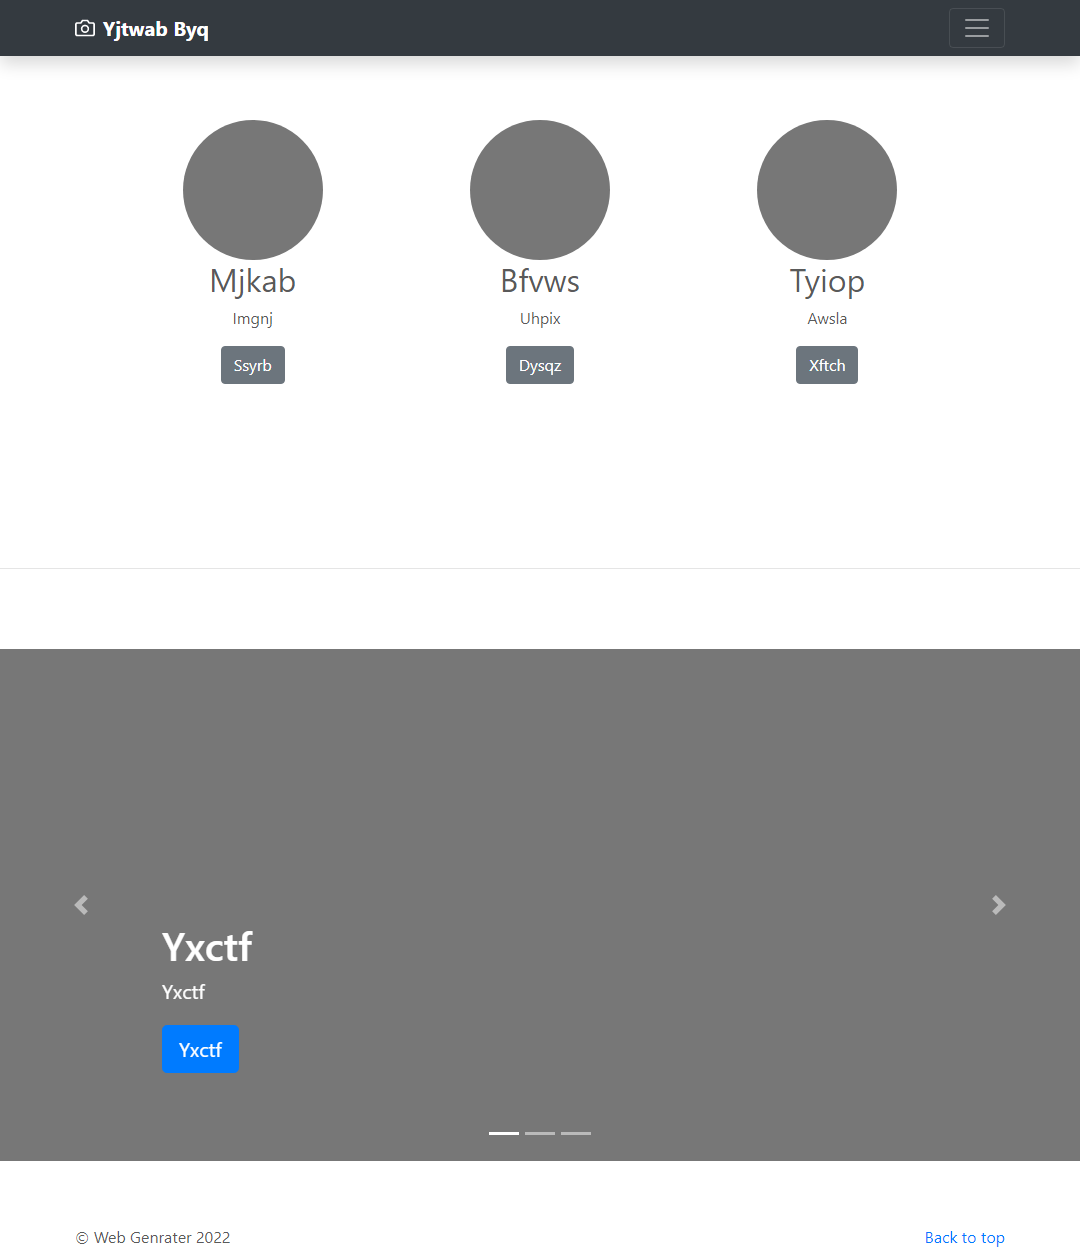 Yjtwab Byq
Mjkab
Imgnj
Ssyrb
Bfvws
Uhpix
Dysqz
Tyiop
Awsla
Xftch
Yxctf
Yxctf
Yxctf
© Web Genrater 2022
Back to top